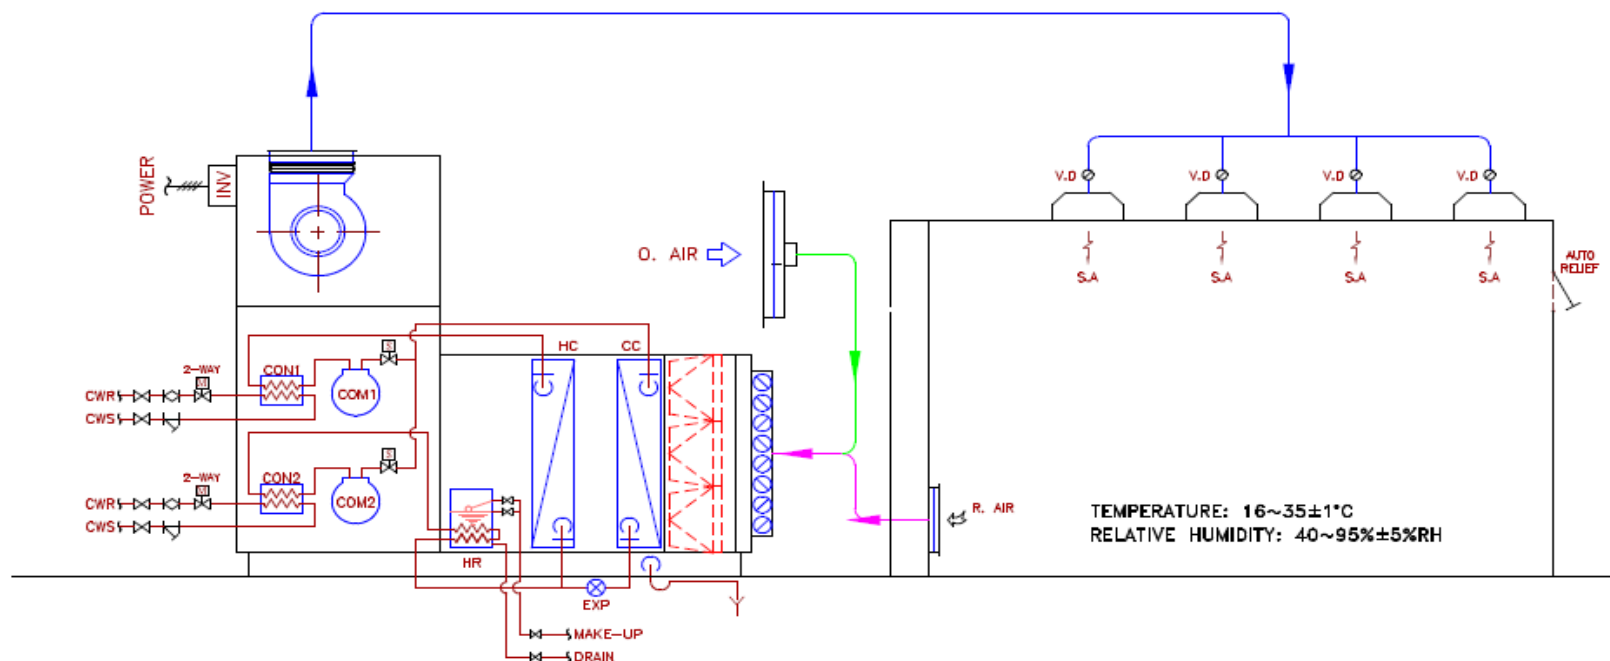 POWER
INV
V.D
V.D
V.D
V.D
O. AIR
S.A
S.A
S.A
S.A
AUTO
RELIEF
HC
CC
S
2-WAY
M
CON1
COM1
CWR
CWS
S
2-WAY
M
CON2
COM2
CWR
CWS
R. AIR
TEMPERATURE: 16~35±1°C
RELATIVE HUMIDITY: 40~95%±5%RH
HR
EXP
MAKE-UP
DRAIN